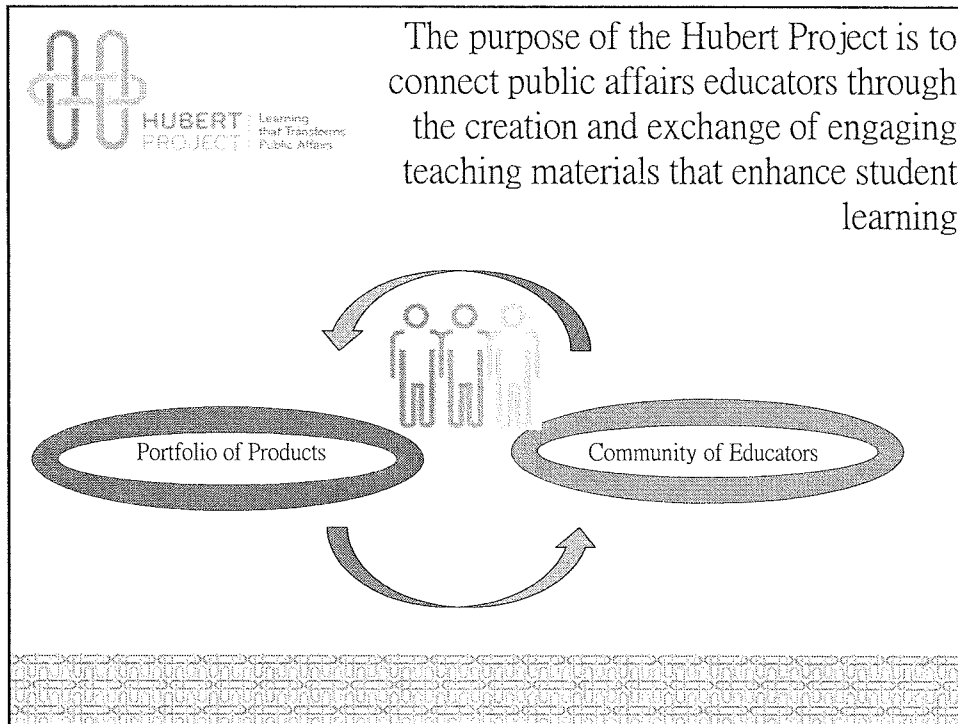 The purpose of the Hubert Project is to
connect public affairs educators through
the creation and exchange of engaging
teaching materials that enhance student
learning
HUBERT
PROJECT
Learning
that Transforms
Public Affairs
Portfolio of Products
Community of Educators